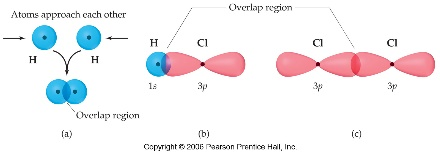 Overlap region
Atoms approach each other
H
H
Overlap region
(a)
H
Cl
1s
3p
(b)
Cl
Cl
3p
3p
(c)
Copyright © 2006 Pearson Prentice Hall, Inc.